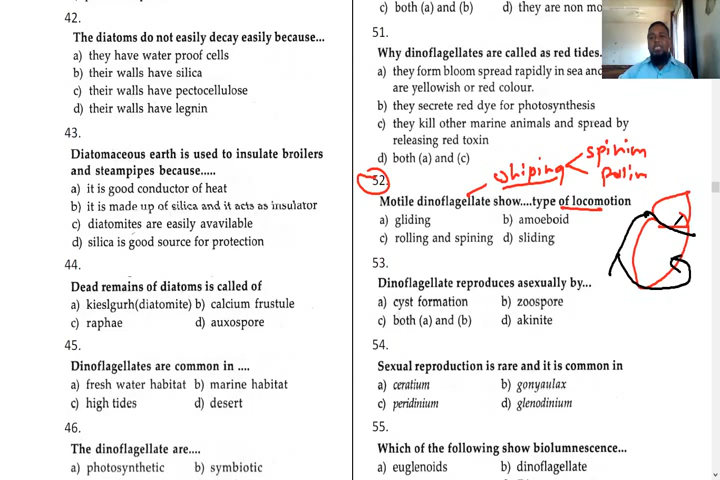 42.
The diatoms do not easily decay easily because...
a) they have water proof cells
b) their walls have silica
c) their walls have pectocellulose
d) their walls have legnin
43.
Diatomaceous earth is used to insulate broilers
and steampipes because.....
a) it is good conductor of heat
b) it is made up of silica and it acts as insulator
c) diatomites are easily avavilable
d) silica is good source for protection
44.
Dead remains of diatoms is called of
a) kieslgurh(diatomite) b) calcium frustule
c) raphae d) auxospore
45.
Dinoflagellates are common in ....
a) fresh water habitat b) marine habitat
c) high tides d) desert
46.
The dinoflagellate are....
a) photosynthetic b) symbiotic
c) both (a) and (b) d) they are non mo
51.
Why dinoflagellates are called as red tides.
a) they form bloom spread rapidly in sea and
are yellowish or red colour.
b) they secrete red dye for photosynthesis
c) they kill other marine animals and spread by
releasing red toxin
d) both (a) and (c)
whiping
spinim
52.
Motile dinoflagellate show....type of locomotion
a) gliding b) amoeboid
c) rolling and spining d) sliding
53.
Dinoflagellate reproduces asexually by...
a) cyst formation b) zoospore
c) both (a) and (b) d) akinite
54.
Sexual reproduction is rare and it is common in
a) ceratium b) gonyaulax
c) peridinium d) glenodinium
55.
Which of the following show biolumnescence...
a) euglenoids b) dinoflagellate